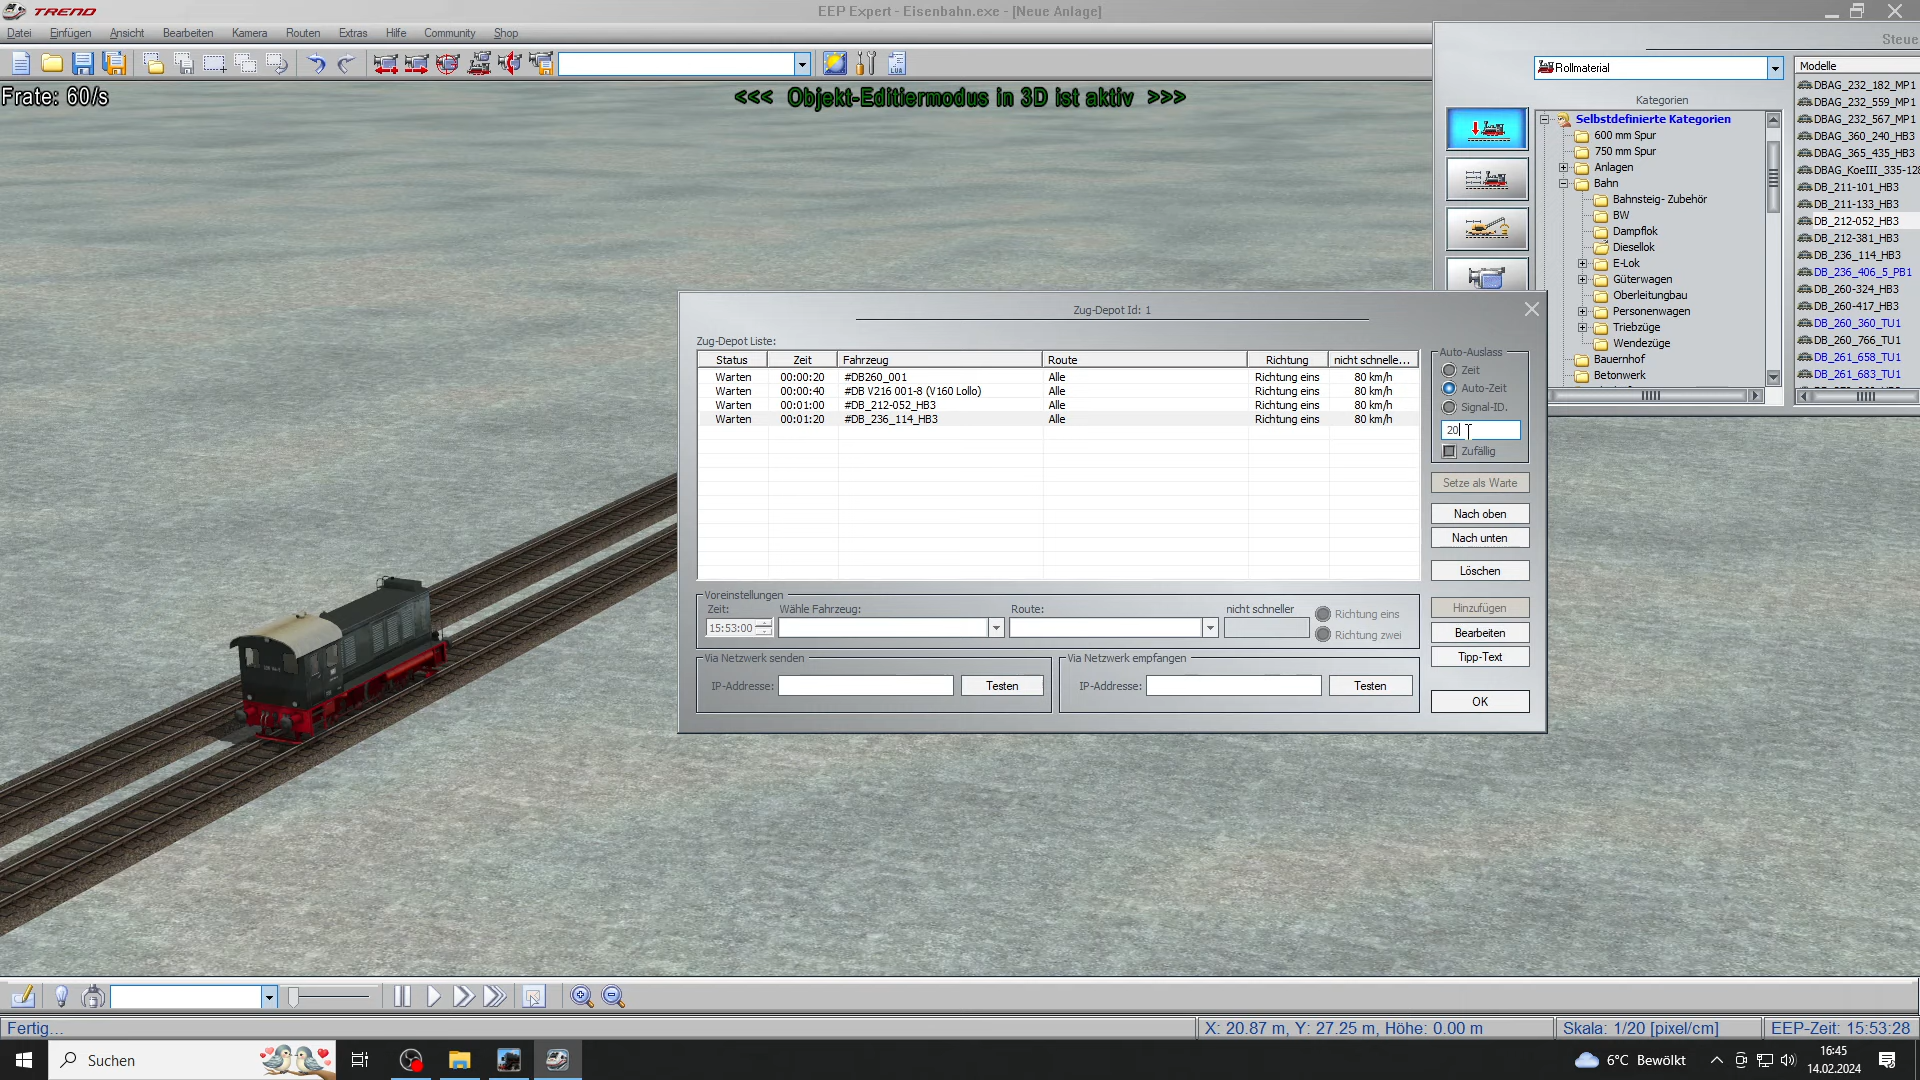 TREND
EEP Expert - Eisenbahn.exe - [Neue Anlage]
Datei Einfügen Ansicht Bearbeiten Kamera Routen Extras Hilfe Community Shop
Steue
Frate: 60/s
<<< Objekt-Editiermodus in 3D ist aktiv >>>
Rollmaterial
Kategorien
Selbstdefinierte Kategorien
600 mm Spur
750 mm Spur
Anlagen
Bahn
Bahnsteig- Zubehör
BW
Dampflok
Diesellok
E-Lok
Güterwagen
Oberleitungbau
Personenwagen
Triebzüge
Wendezüge
Bauernhof
Betonwerk
Modelle
DBAG_232_182_MP1
DBAG_232_559_MP1
DBAG_232_567_MP1
DBAG_360_240_HB3
DBAG_365_435_HB3
DBAG_KoeIII_335-128
DB_211-101_HB3
DB_211-133_HB3
DB_212-052_HB3
DB_212-381_HB3
DB_236_114_HB3
DB_236_406_5_PB1
DB_260-324_HB3
DB_260-417_HB3
DB_260_360_TU1
DB_260_766_TU1
DB_261_658_TU1
DB_261_683_TU1
Zug-Depot Id: 1
Zug-Depot Liste:
Status Zeit Fahrzeug Route Richtung nicht schnelle...
Warten 00:00:20 #DB260_001 Alle Richtung eins 80 km/h
Warten 00:00:40 #DB V216 001-8 (V160 Lollo) Alle Richtung eins 80 km/h
Warten 00:01:00 #DB_212-052_HB3 Alle Richtung eins 80 km/h
Warten 00:01:20 #DB_236_114_HB3 Alle Richtung eins 80 km/h
Auto-Auslass
Zeit
Auto-Zeit
Signal-ID.
20
Zufällig
Setze als Warte
Nach oben
Nach unten
Löschen
Hinzufügen
Bearbeiten
Tipp-Text
OK
Voreinstellungen
Zeit: Wähle Fahrzeug: Route: nicht schneller
15:53:00
Richtung eins
Richtung zwei
Via Netzwerk senden
IP-Addresse: Testen
Via Netzwerk empfangen
IP-Addresse: Testen
Fertig...
X: 20.87 m, Y: 27.25 m, Höhe: 0.00 m
Skala: 1/20 [pixel/cm]
EEP-Zeit: 15:53:28
Suchen
6°C Bewölkt
16:45
14.02.2024